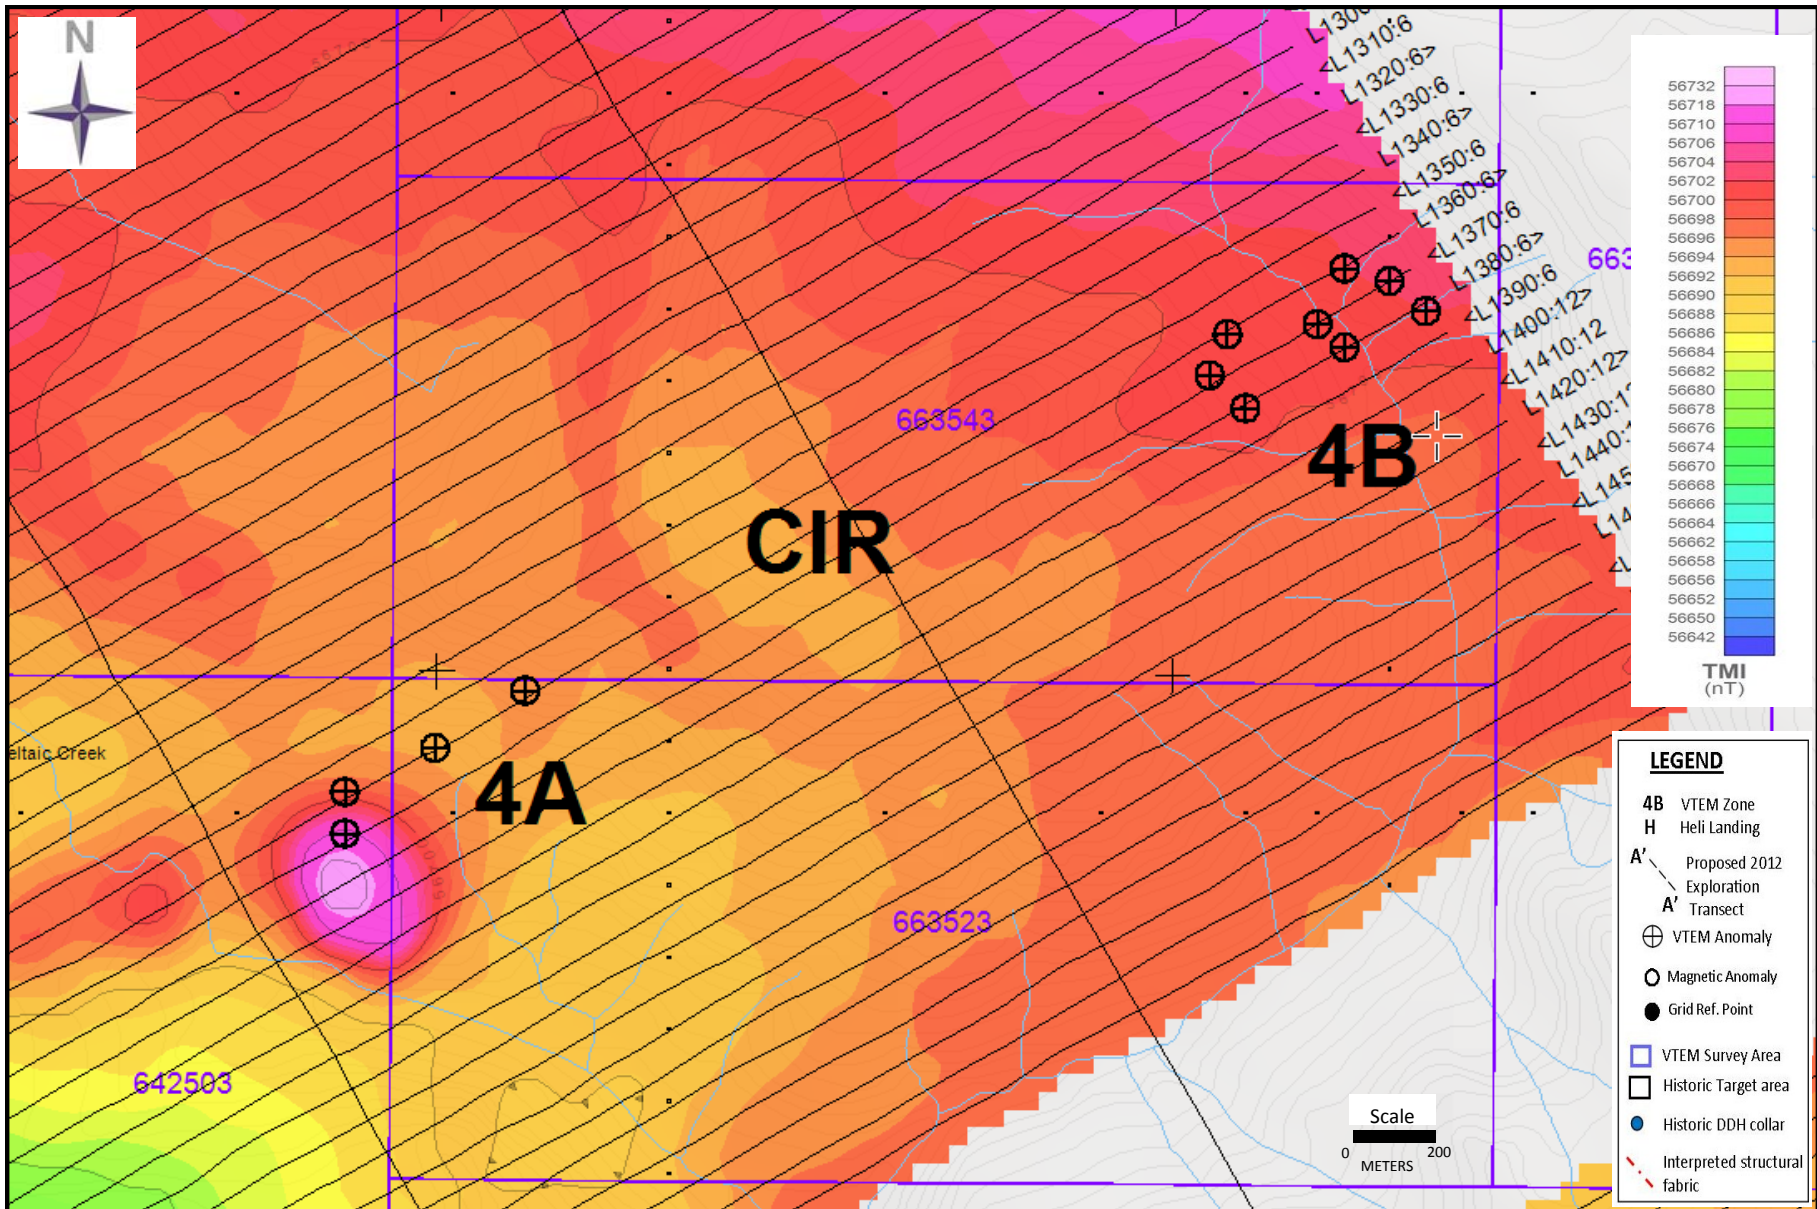 N
L1310:6
<L1320:6>
L1330:6
<L1340:6>
L1350:6
<L1360:6>
L1370:6
<L1380:6>
L1390:6
<L1400:12>
L1410:12
<L1420:12>
663543
4B
CIR
4A
eltaic Creek
663523
642503
663
56732
56718
56710
56706
56704
56702
56700
56698
56696
56694
56692
56690
56688
56686
56684
56682
56680
56678
56676
56674
56670
56668
56666
56664
56662
56658
56656
56652
56650
56642
TMI
(nT)
LEGEND
4B VTEM Zone
H Heli Landing
A' Proposed 2012
Exploration
A' Transect
VTEM Anomaly
Magnetic Anomaly
Grid Ref. Point
VTEM Survey Area
Historic Target area
Historic DDH collar
Interpreted structural
fabric
Scale
0 200
METERS